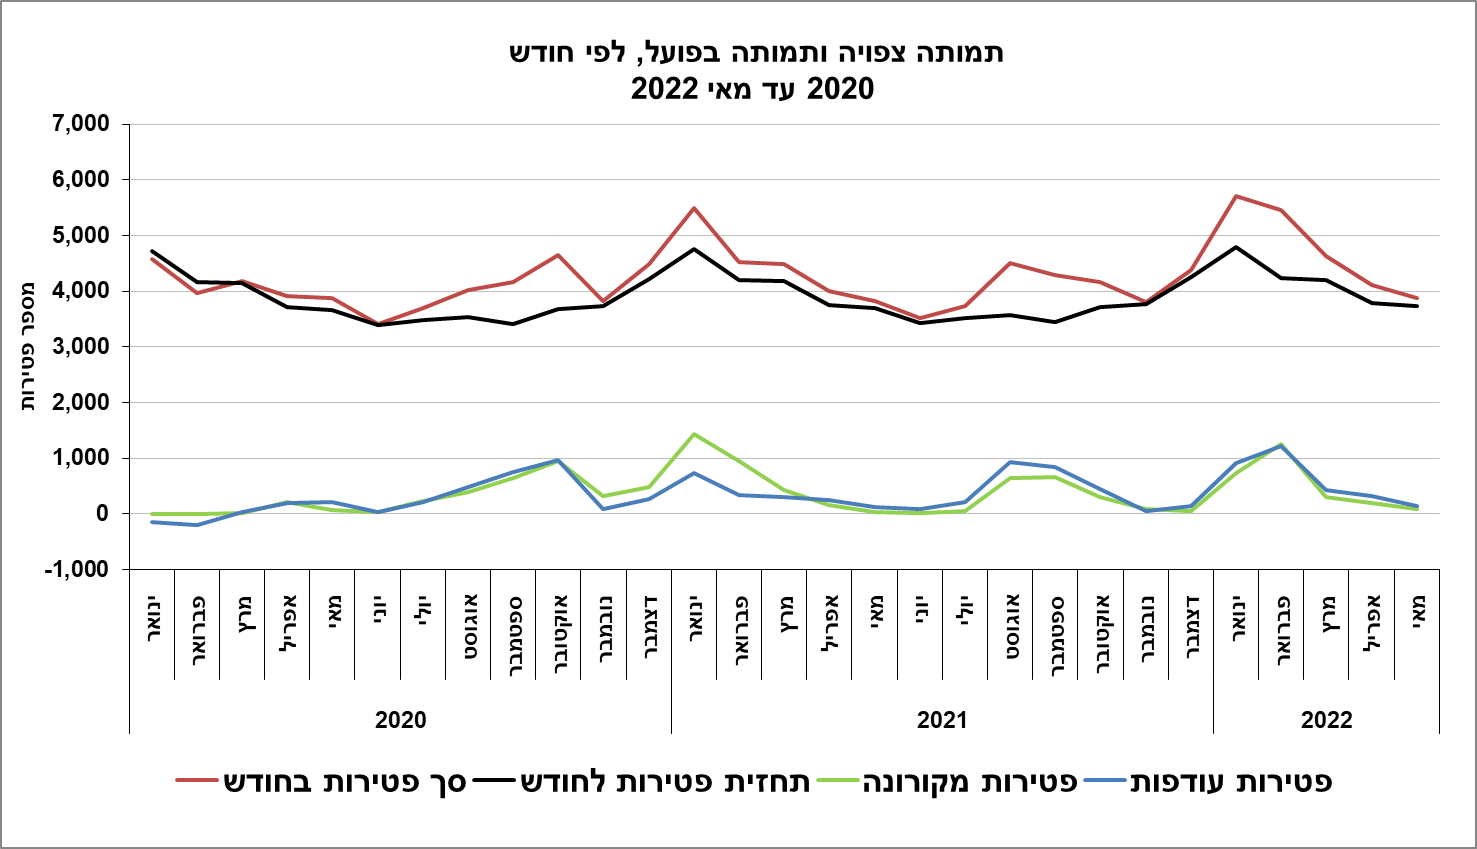 תמותה צפויה ותמותה בפועל, לפי חודש
2020 עד מאי 2022
מספר פטירות
7,000
6,000
5,000
4,000
3,000
2,000
1,000
0
-1,000
ינואר
פברואר
מרץ
אפריל
מאי
יוני
יולי
אוגוסט
ספטמבר
אוקטובר
נובמבר
דצמבר
ינואר
פברואר
מרץ
אפריל
מאי
יוני
יולי
אוגוסט
ספטמבר
אוקטובר
נובמבר
דצמבר
ינואר
פברואר
מרץ
אפריל
מאי
2020
2021
2022
סך פטירות בחודש
תחזית פטירות לחודש
פטירות מקורונה
פטירות עודפות